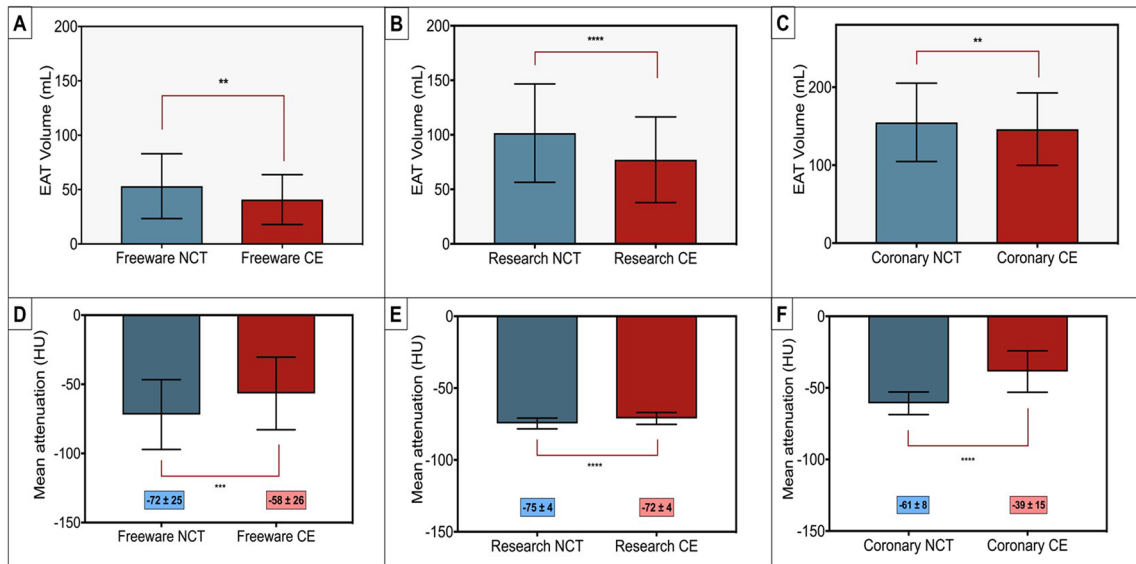 A
EAT Volume (mL)
200
150
100
50
0
**
Freeware NCT Freeware CE
B
EAT Volume (mL)
200
150
100
50
0
****
Research NCT Research CE
C
EAT Volume (mL)
200
100
0
**
Coronary NCT Coronary CE
D
Mean attenuation (HU)
0
-50
-100
-150
***
-72 ± 25 -58 ± 26
Freeware NCT Freeware CE
E
Mean attenuation (HU)
0
-50
-100
-150
****
-75 ± 4 -72 ± 4
Research NCT Research CE
F
Mean attenuation (HU)
0
-50
-100
-150
****
-61 ± 8 -39 ± 15
Coronary NCT Coronary CE